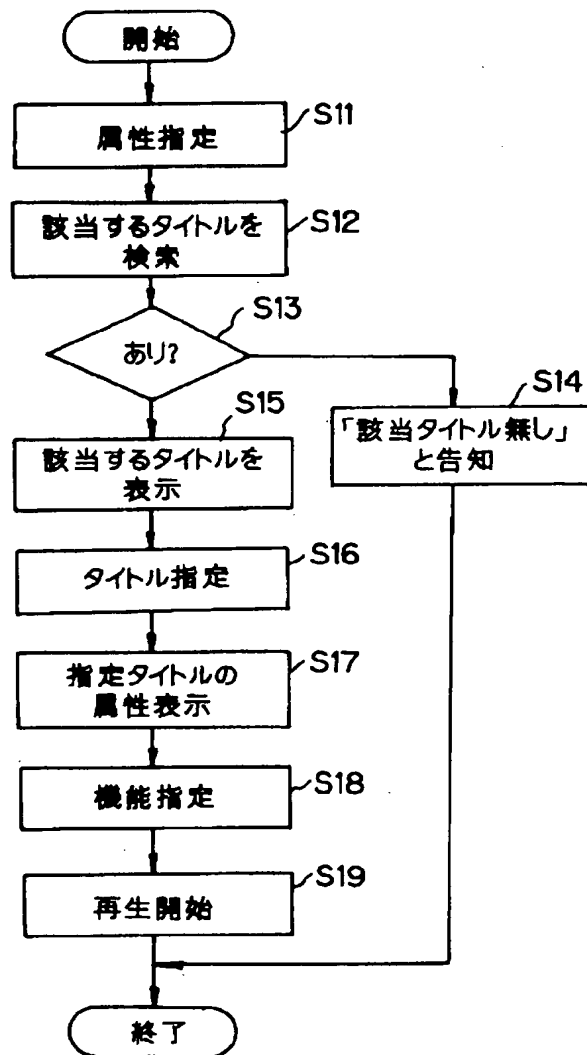 開始
S11
属性指定
S12
該当するタイトルを
検索
S13
あり?
S14
「該当タイトル無し」
と告知
S15
該当するタイトルを
表示
S16
タイトル指定
S17
指定タイトルの
属性表示
S18
機能指定
S19
再生開始
終了